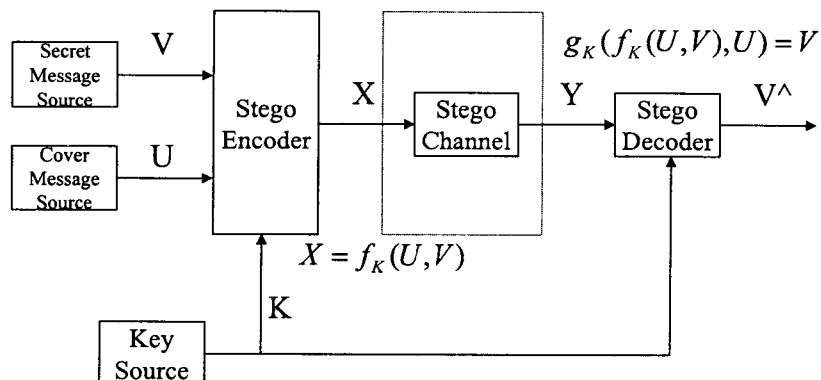 V
g_K(f_K(U,V),U) = V
Secret
Message
Source
Stego
Encoder
X
Stego
Channel
Y
Stego
Decoder
V^
Cover
Message
Source
U
X = f_K(U,V)
K
Key
Source